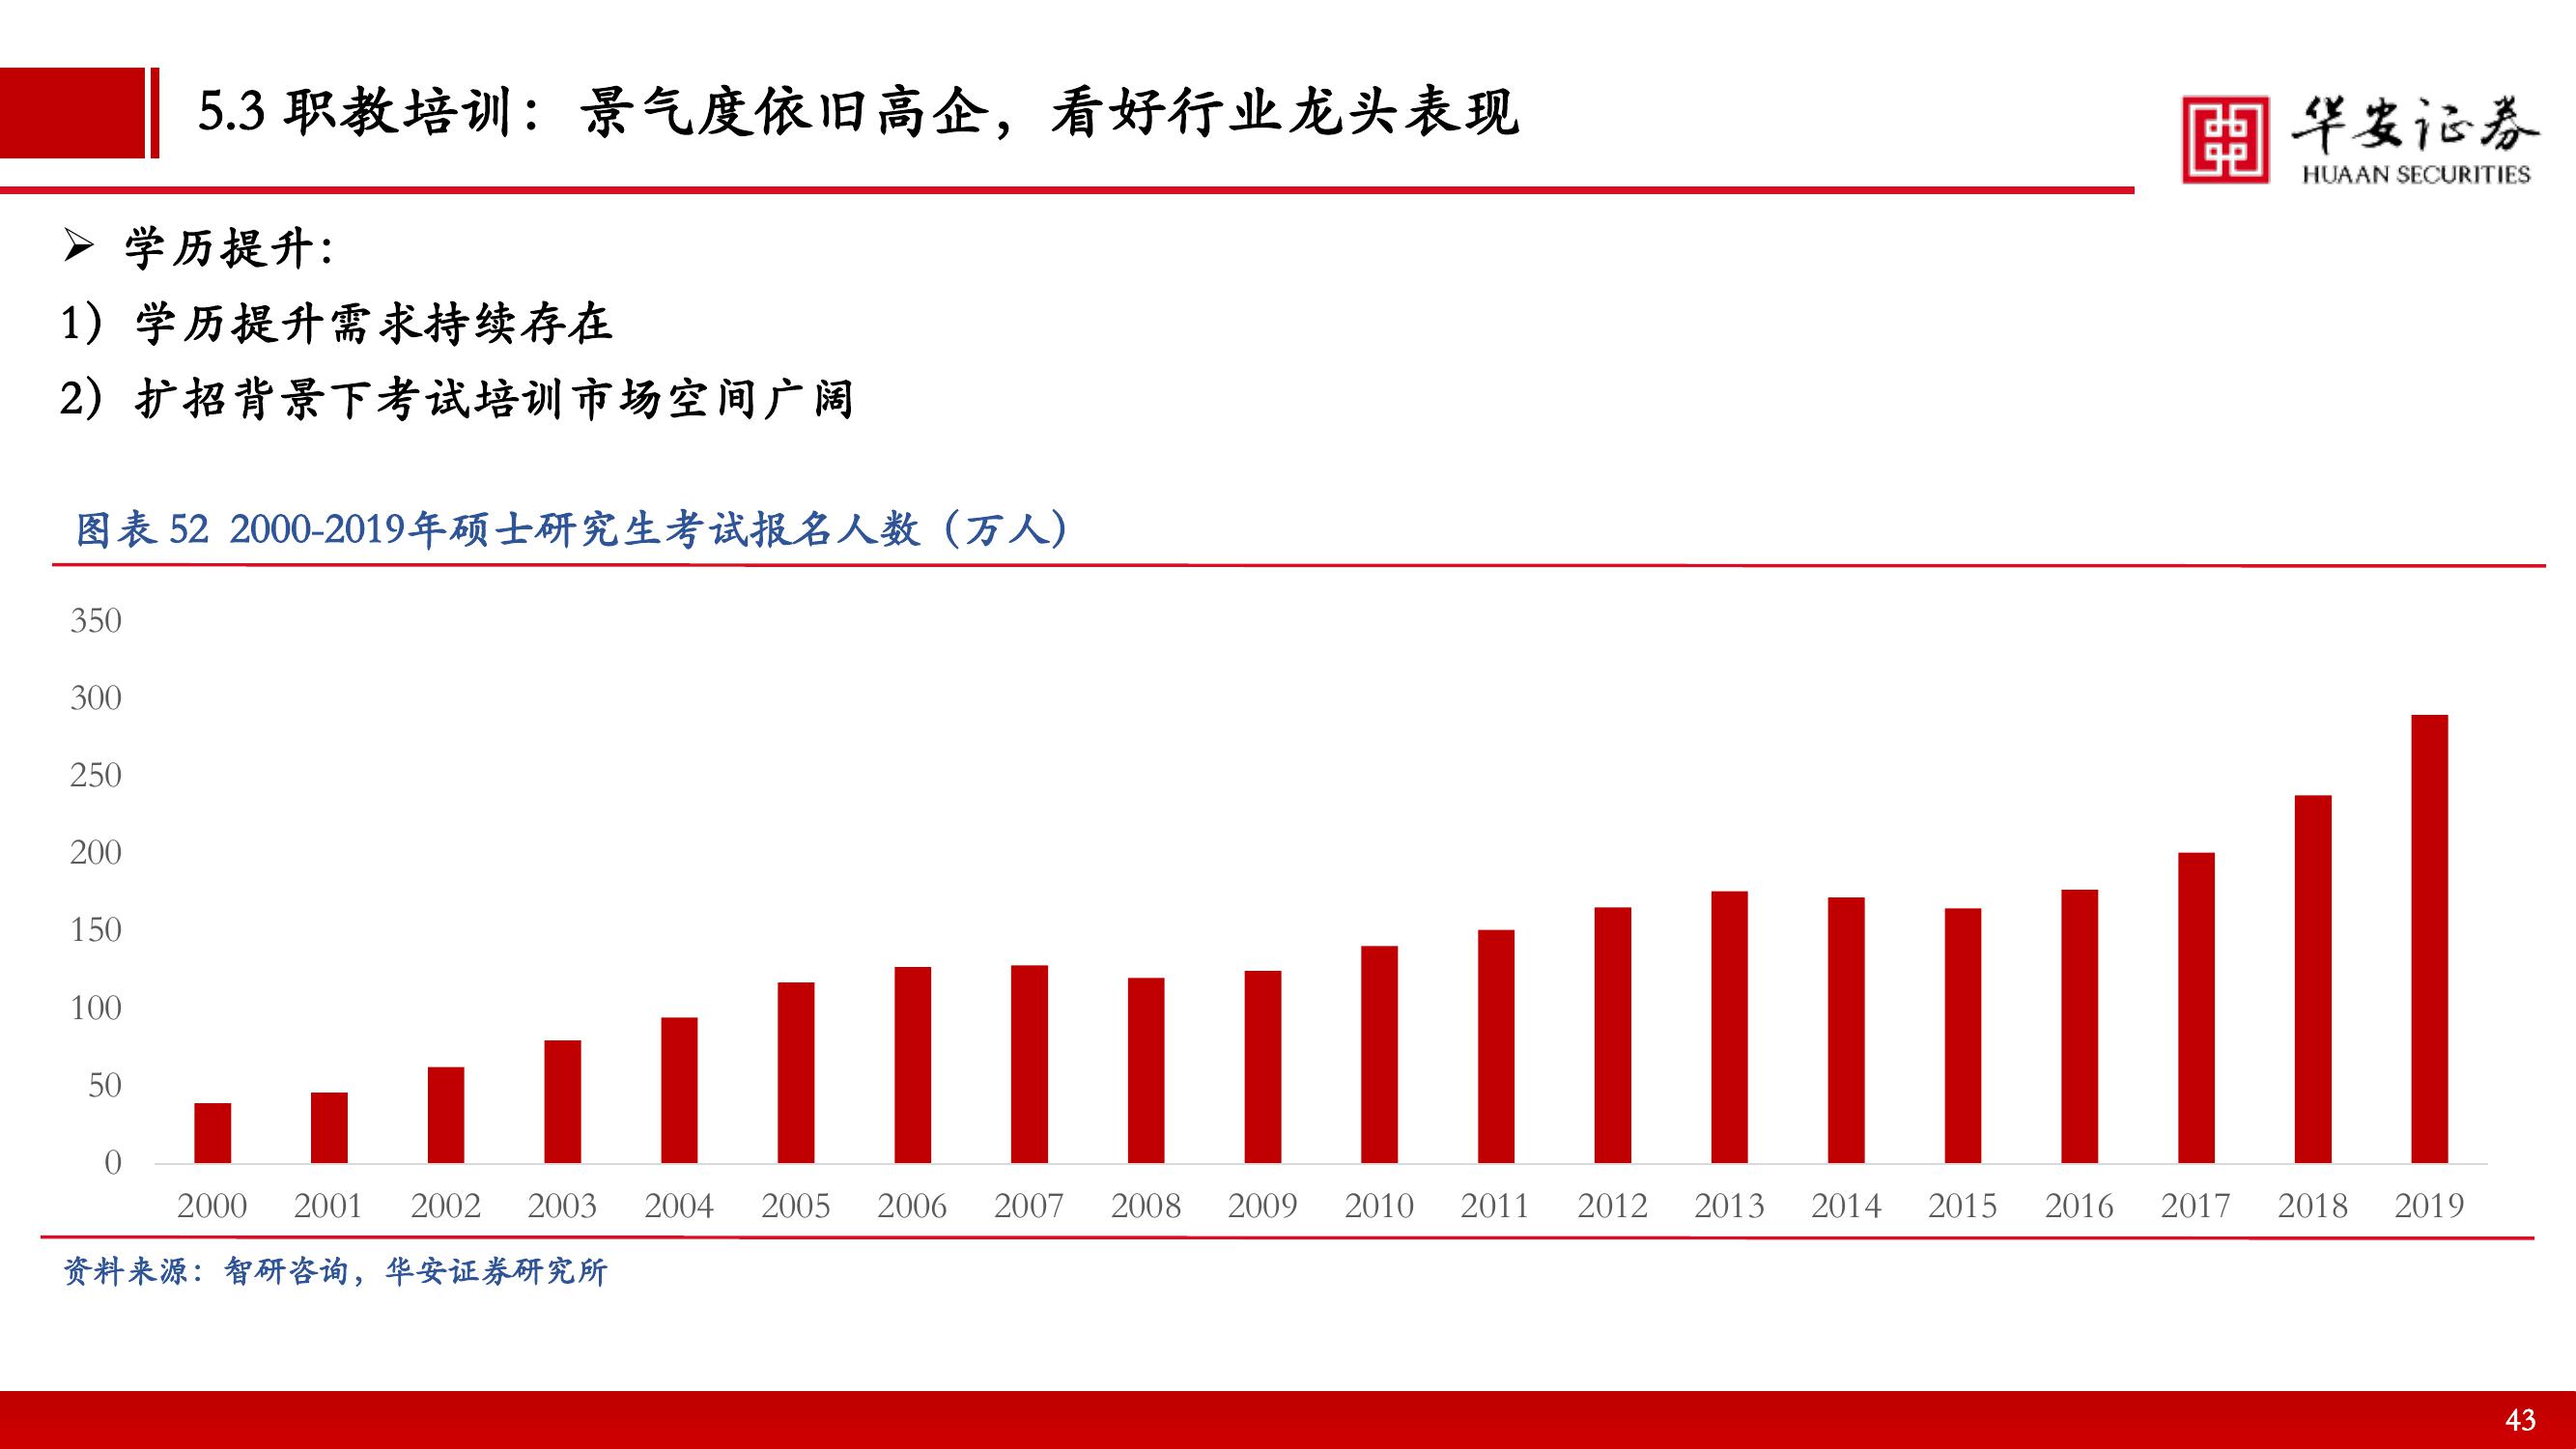 5.3 职教培训：景气度依旧高企，看好行业龙头表现
华安证券
HUAAN SECURITIES
➢ 学历提升：
1）学历提升需求持续存在
2）扩招背景下考试培训市场空间广阔
图表 52 2000-2019年硕士研究生考试报名人数（万人）
350
300
250
200
150
100
50
0
2000 2001 2002 2003 2004 2005 2006 2007 2008 2009 2010 2011 2012 2013 2014 2015 2016 2017 2018 2019
资料来源：智研咨询，华安证券研究所
43